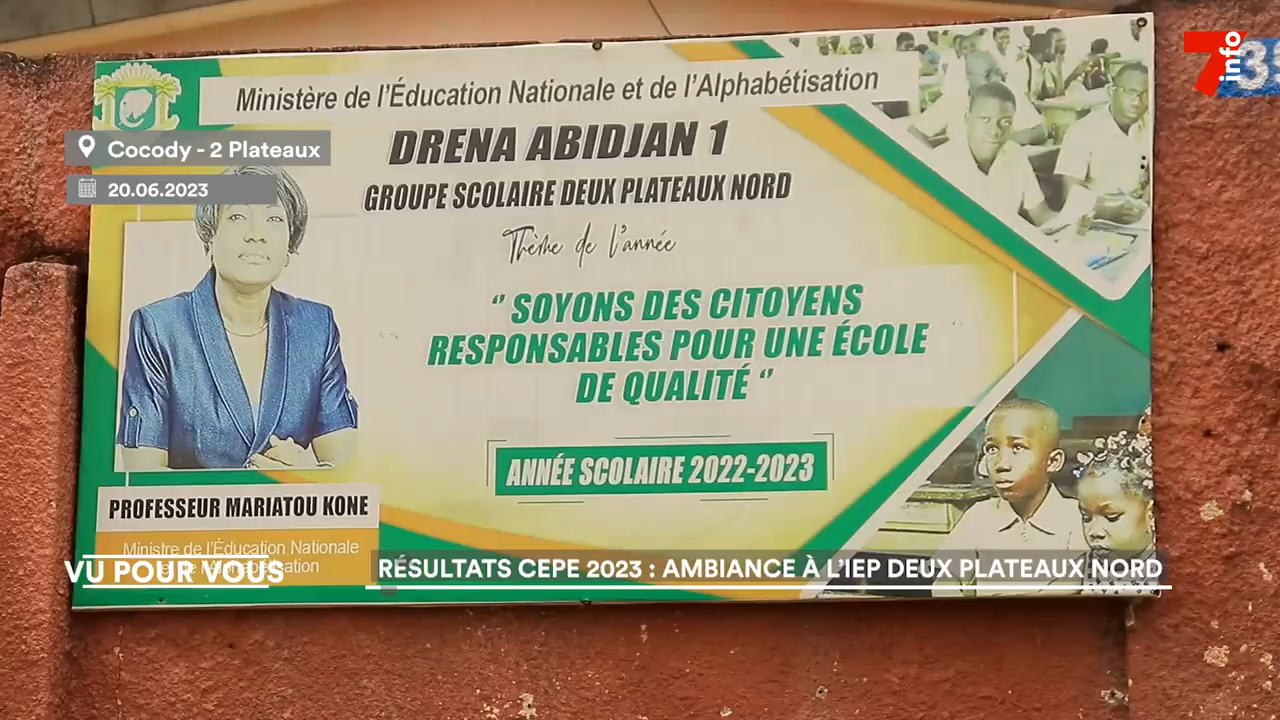 7 info
Ministère de l'Éducation Nationale et de l'Alphabétisation
DRENA ABIDJAN 1
Cocody - 2 Plateaux
20.06.2023
GROUPE SCOLAIRE DEUX PLATEAUX NORD
Thème de l'année
‘’ SOYONS DES CITOYENS
RESPONSABLES POUR UNE ÉCOLE
DE QUALITÉ ‘’
ANNÉE SCOLAIRE 2022-2023
PROFESSEUR MARIATOU KONE
Ministre de l'Éducation Nationale
VU POUR VOUS
RÉSULTATS CEPE 2023 : AMBIANCE À L'IEP DEUX PLATEAUX NORD